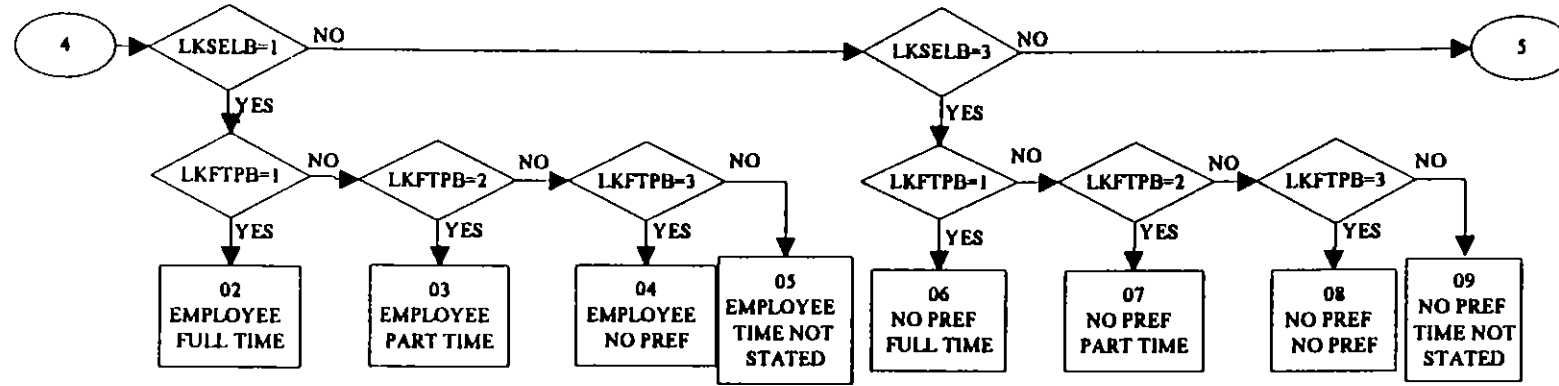 4
LKSELB=1
NO
LKSELB=3
NO
5
YES
YES
LKFTPB=1
NO
LKFTPB=2
NO
LKFTPB=3
NO
LKFTPB=1
NO
LKFTPB=2
NO
LKFTPB=3
NO
YES
YES
YES
YES
YES
YES
02
EMPLOYEE
FULL TIME
03
EMPLOYEE
PART TIME
04
EMPLOYEE
NO PREF
05
EMPLOYEE
TIME NOT
STATED
06
NO PREF
FULL TIME
07
NO PREF
PART TIME
08
NO PREF
NO PREF
09
NO PREF
TIME NOT
STATED